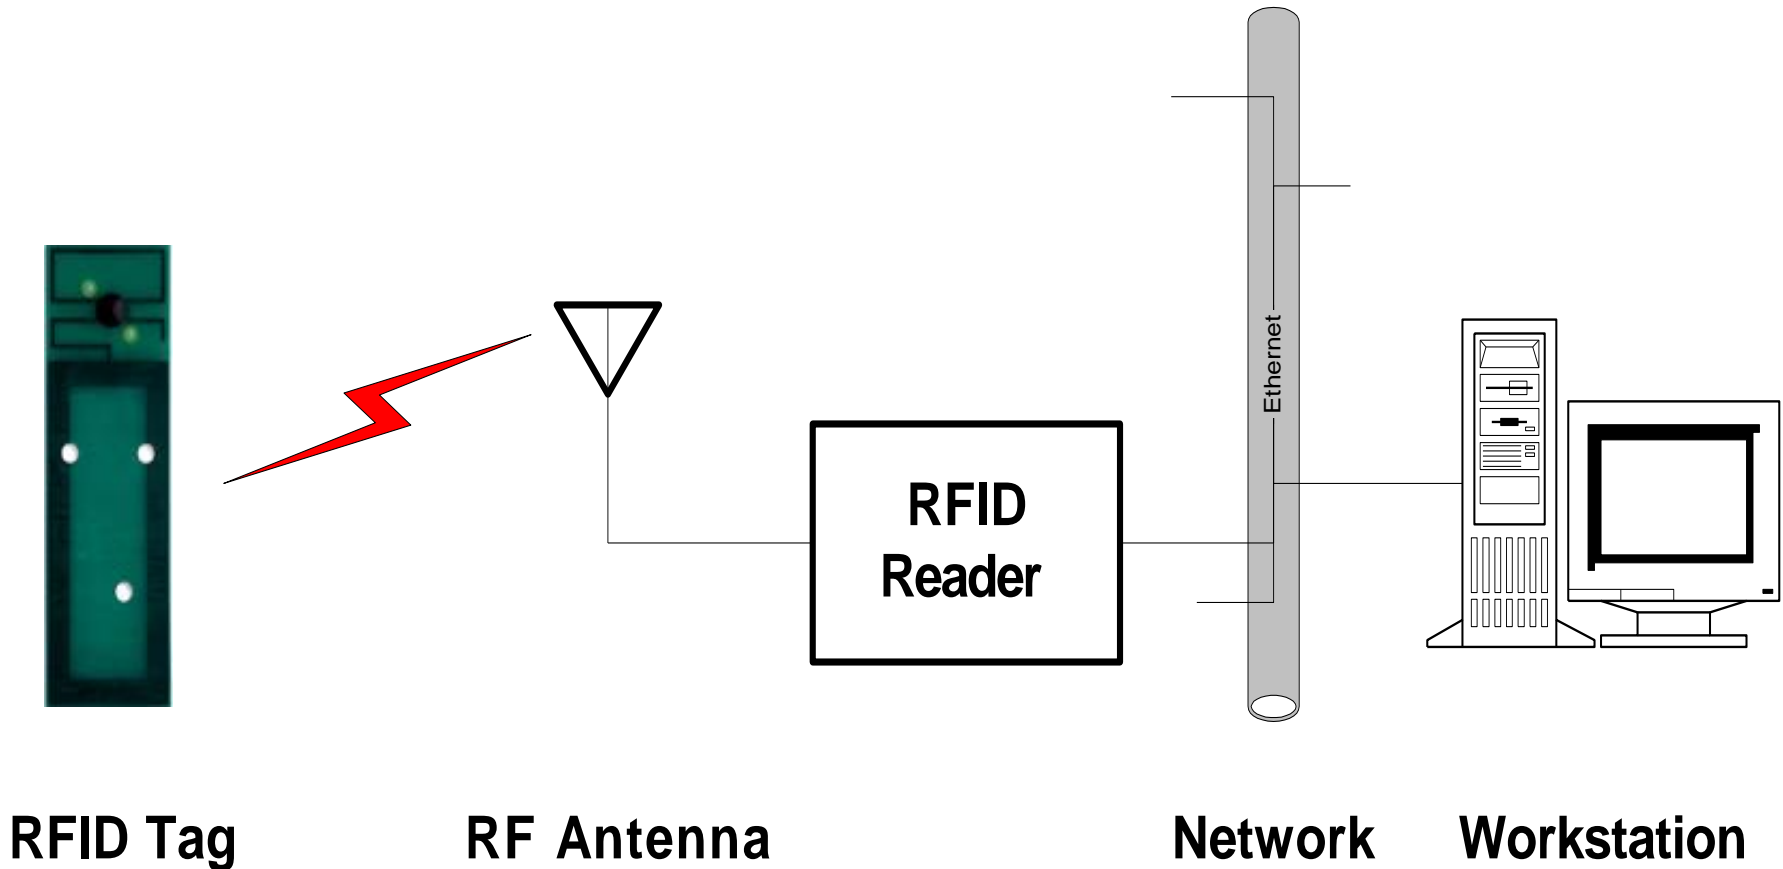 Ethernet
RFID
Reader
RFID Tag
RF Antenna
Network
Workstation